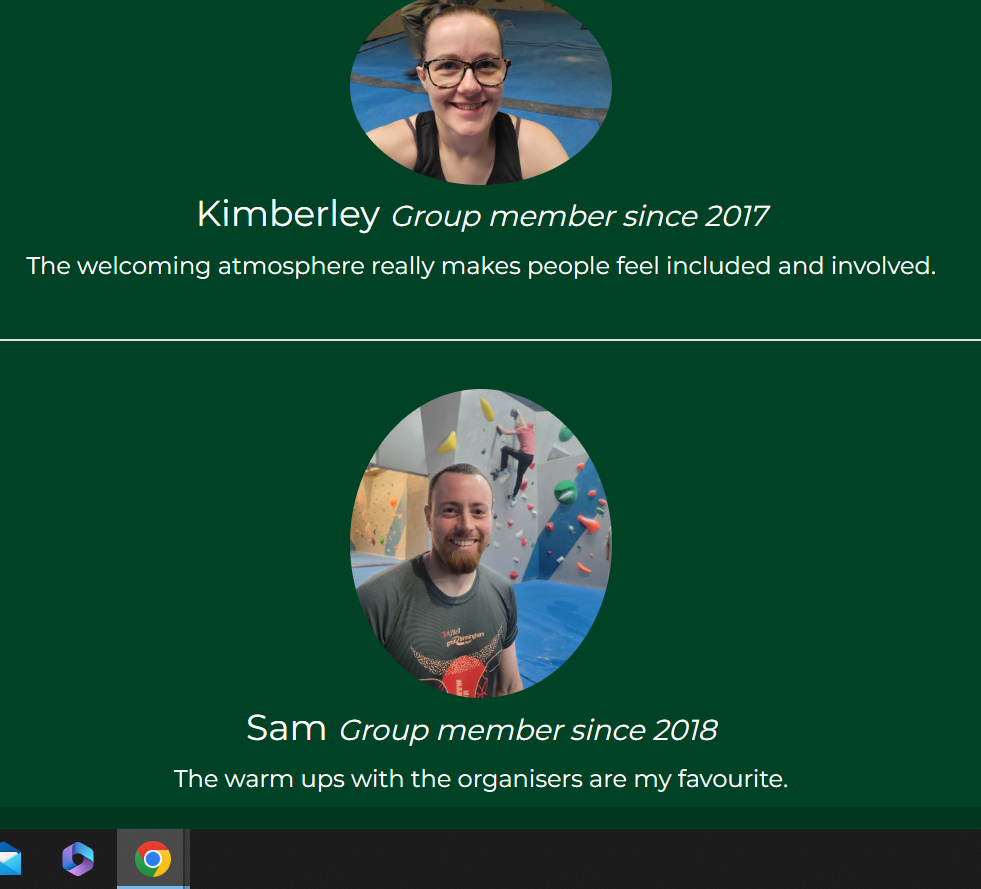 Kimberley Group member since 2017
The welcoming atmosphere really makes people feel included and involved.
Sam Group member since 2018
The warm ups with the organisers are my favourite.